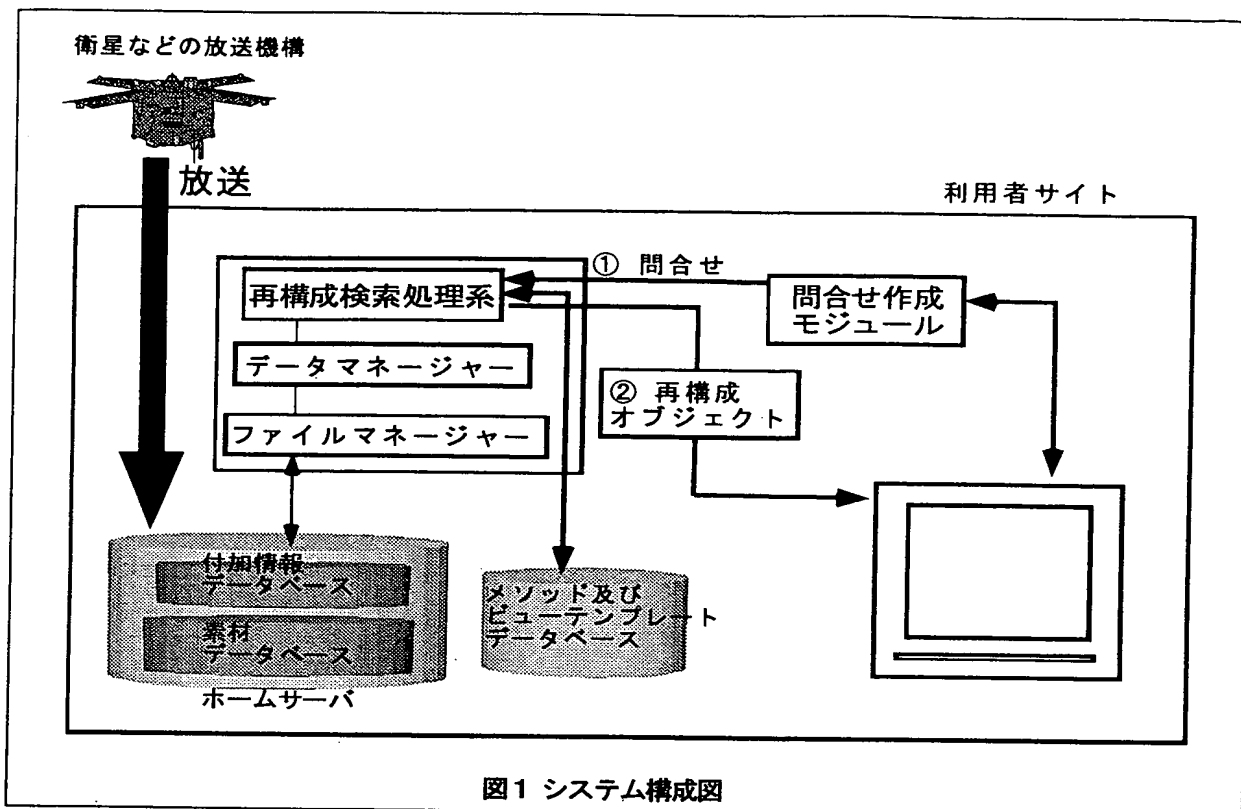 衛星などの放送機構
放送
利用者サイト
① 問合せ
再構成検索処理系
問合せ作成
モジュール
データマネージャー
② 再構成
オブジェクト
ファイルマネージャー
付加情報
データベース
素材
データベース
ホームサーバ
メソッド及び
ビューテンプレート
データベース
図1 システム構成図